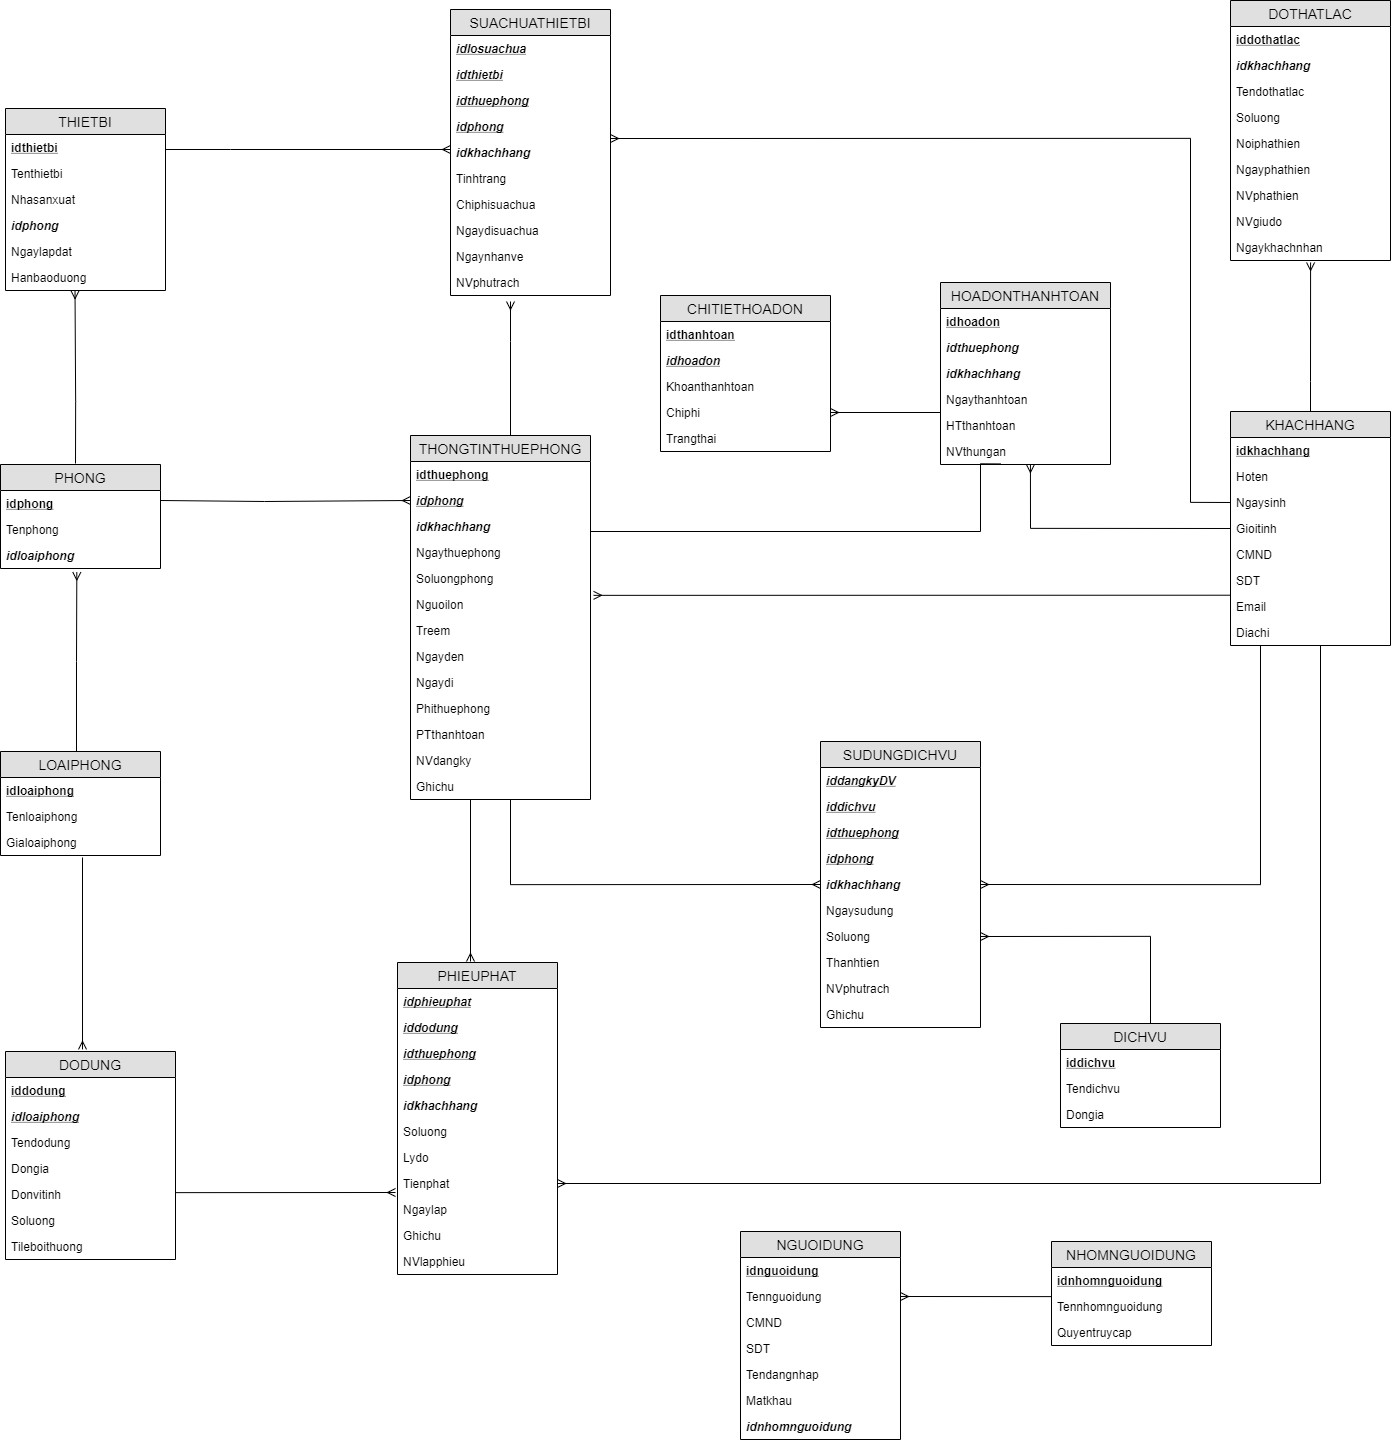 SUACHUATHIETBI
idlosuachua
idthietbi
idthuephong
idphong
idkhachhang
Tinhtrang
Chiphisuachua
Ngaydisuachua
Ngaynhanve
NVphutrach
DOTHATLAC
iddothatlac
idkhachhang
Tendothatlac
Soluong
Noiphathien
Ngayphathien
NVphathien
NVgiudo
Ngaykhachnhan
THIETBI
idthietbi
Tenthietbi
Nhasanxuat
idphong
Ngaylapdat
Hanbaoduong
CHITIETHOADON
idthanhtoan
idhoadon
Khoanthanhtoan
Chiphi
Trangthai
HOADONTHANHTOAN
idhoadon
idthuephong
idkhachhang
Ngaythanhtoan
HTthanhtoan
NVthungan
KHACHHANG
idkhachhang
Hoten
Ngaysinh
Gioitinh
CMND
SDT
Email
Diachi
PHONG
idphong
Tenphong
idloaiphong
THONGTINTHUEPHONG
idthuephong
idphong
idkhachhang
Ngaythuephong
Soluongphong
Nguoilon
Treem
Ngayden
Ngaydi
Phithuephong
PTthanhtoan
NVdangky
Ghichu
LOAIPHONG
idloaiphong
Tenloaiphong
Gialoaiphong
SUDUNGDICHVU
iddangkyDV
iddichvu
idthuephong
idphong
idkhachhang
Ngaysudung
Soluong
Thanhtien
NVphutrach
Ghichu
DICHVU
iddichvu
Tendichvu
Dongia
PHIEUPHAT
idphieuphat
iddodung
idthuephong
idphong
idkhachhang
Soluong
Lydo
Tienphat
Ngaylap
Ghichu
NVlapphieu
DODUNG
iddodung
idloaiphong
Tendodung
Dongia
Donvitinh
Soluong
Tileboithuong
NGUOIDUNG
idnguoidung
Tennguoidung
CMND
SDT
Tendangnhap
Matkhau
idnhomnguoidung
NHOMNGUOIDUNG
idnhomnguoidung
Tennhomnguoidung
Quyentruycap